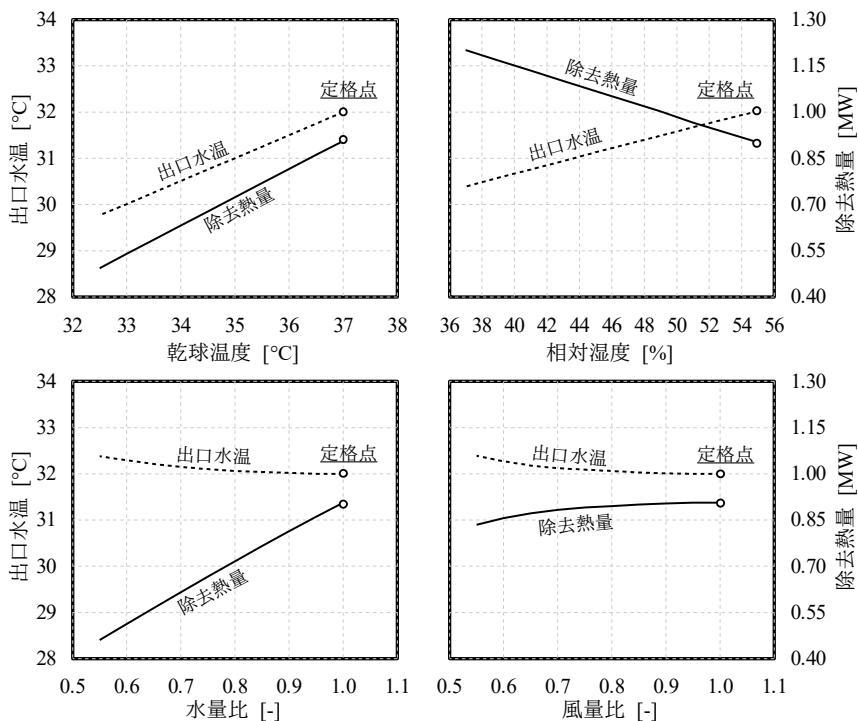 34
33
32
31
30
29
28
出口水温 [°C]
定格点
出口水温
除去熱量
32 33 34 35 36 37 38
乾球温度 [°C]
除去熱量
定格点
出口水温
36 38 40 42 44 46 48 50 52 54 56
相対湿度 [%]
1.30
1.15
1.00
0.85
0.70
0.55
0.40
除去熱量 [MW]
34
33
32
31
30
29
28
出口水温 [°C]
出口水温
定格点
除去熱量
0.5 0.6 0.7 0.8 0.9 1.0 1.1
水量比 [-]
出口水温
定格点
除去熱量
0.5 0.6 0.7 0.8 0.9 1.0 1.1
風量比 [-]
1.30
1.15
1.00
0.85
0.70
0.55
0.40
除去熱量 [MW]